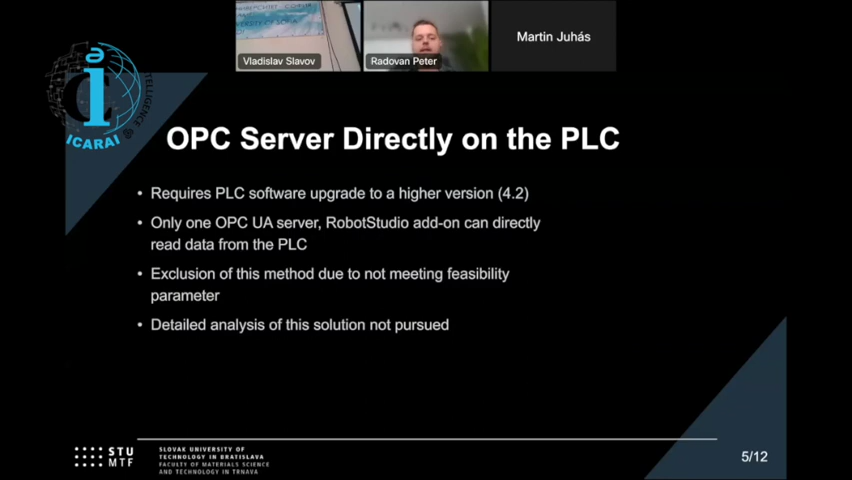 Vladislav Slavov
Radovan Peter
Martin Juhás
ICARAI
OPC Server Directly on the PLC
• Requires PLC software upgrade to a higher version (4.2)
• Only one OPC UA server, RobotStudio add-on can directly
read data from the PLC
• Exclusion of this method due to not meeting feasibility
parameter
• Detailed analysis of this solution not pursued
STU
MTF
SLOVAK UNIVERSITY OF
TECHNOLOGY IN BRATISLAVA
FACULTY OF MATERIALS SCIENCE
AND TECHNOLOGY IN TRNAVA
5/12